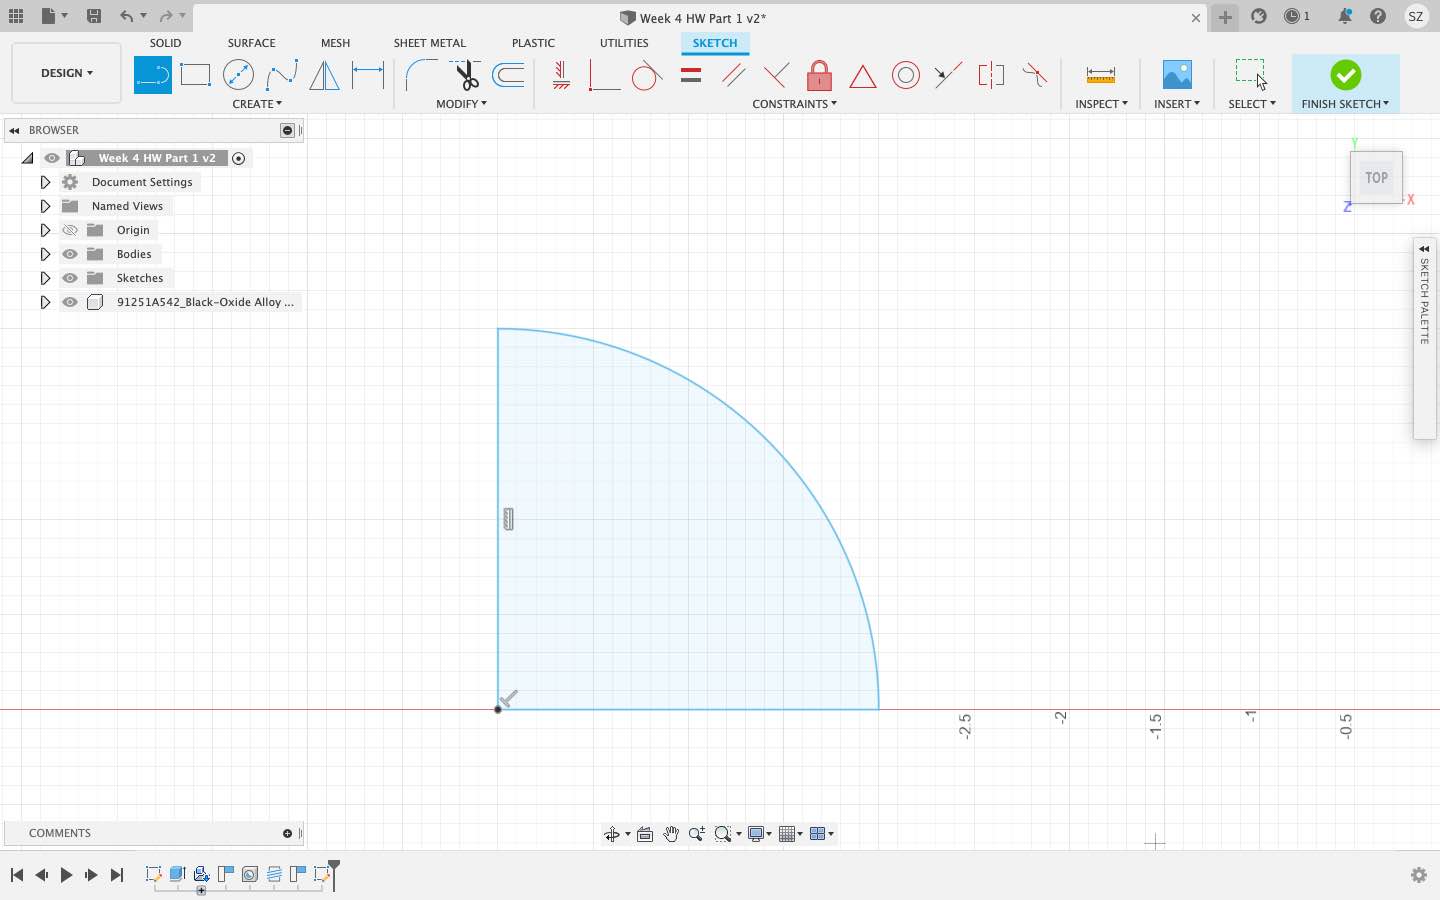 Week 4 HW Part 1 v2*
1
SZ
DESIGN
SOLID
SURFACE
MESH
SHEET METAL
PLASTIC
UTILITIES
SKETCH
CREATE
MODIFY
CONSTRAINTS
INSPECT
INSERT
SELECT
FINISH SKETCH
BROWSER
Week 4 HW Part 1 v2
Document Settings
Named Views
Origin
Bodies
Sketches
91251A542_Black-Oxide Alloy ...
Y
TOP
X
Z
SKETCH PALETTE
-2.5
-2
-1.5
-1
-0.5
COMMENTS